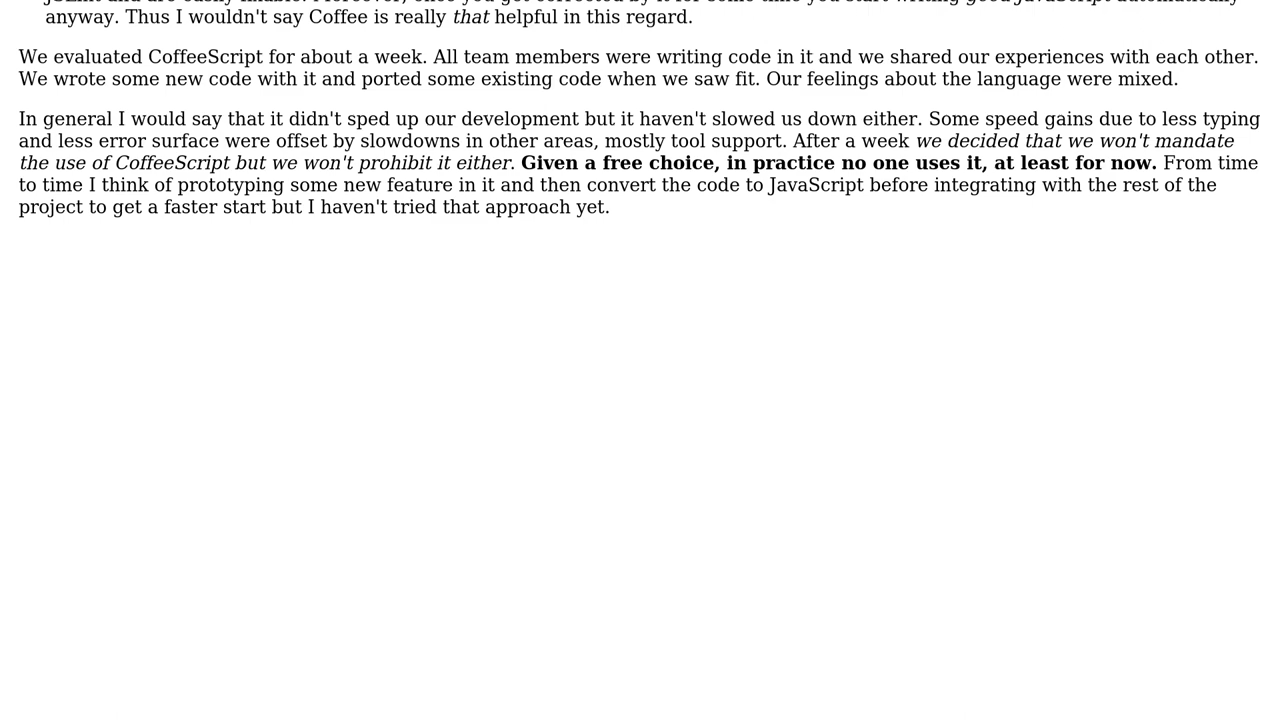 anyway. Thus I wouldn't say Coffee is really that helpful in this regard.
We evaluated CoffeeScript for about a week. All team members were writing code in it and we shared our experiences with each other.
We wrote some new code with it and ported some existing code when we saw fit. Our feelings about the language were mixed.
In general I would say that it didn't sped up our development but it haven't slowed us down either. Some speed gains due to less typing
and less error surface were offset by slowdowns in other areas, mostly tool support. After a week we decided that we won't mandate
the use of CoffeeScript but we won't prohibit it either. Given a free choice, in practice no one uses it, at least for now. From time
to time I think of prototyping some new feature in it and then convert the code to JavaScript before integrating with the rest of the
project to get a faster start but I haven't tried that approach yet.